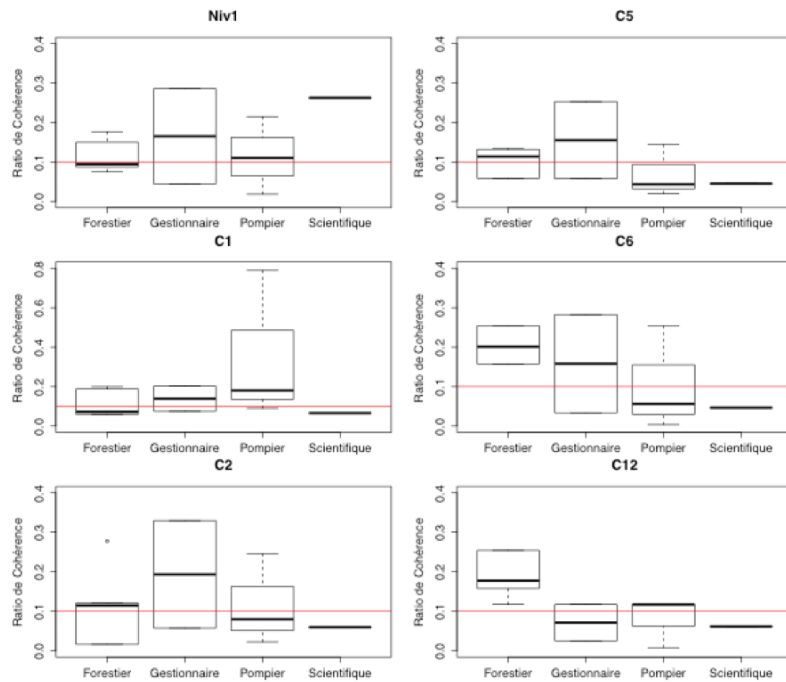 Niv1
Ratio de Cohérence
0.0 0.1 0.2 0.3 0.4
Forestier Gestionnaire Pompier Scientifique
C5
Ratio de Cohérence
0.0 0.1 0.2 0.3 0.4
Forestier Gestionnaire Pompier Scientifique
C1
Ratio de Cohérence
0.0 0.2 0.4 0.6 0.8
Forestier Gestionnaire Pompier Scientifique
C6
Ratio de Cohérence
0.0 0.1 0.2 0.3 0.4
Forestier Gestionnaire Pompier Scientifique
C2
Ratio de Cohérence
0.0 0.1 0.2 0.3 0.4
Forestier Gestionnaire Pompier Scientifique
C12
Ratio de Cohérence
0.0 0.1 0.2 0.3 0.4
Forestier Gestionnaire Pompier Scientifique